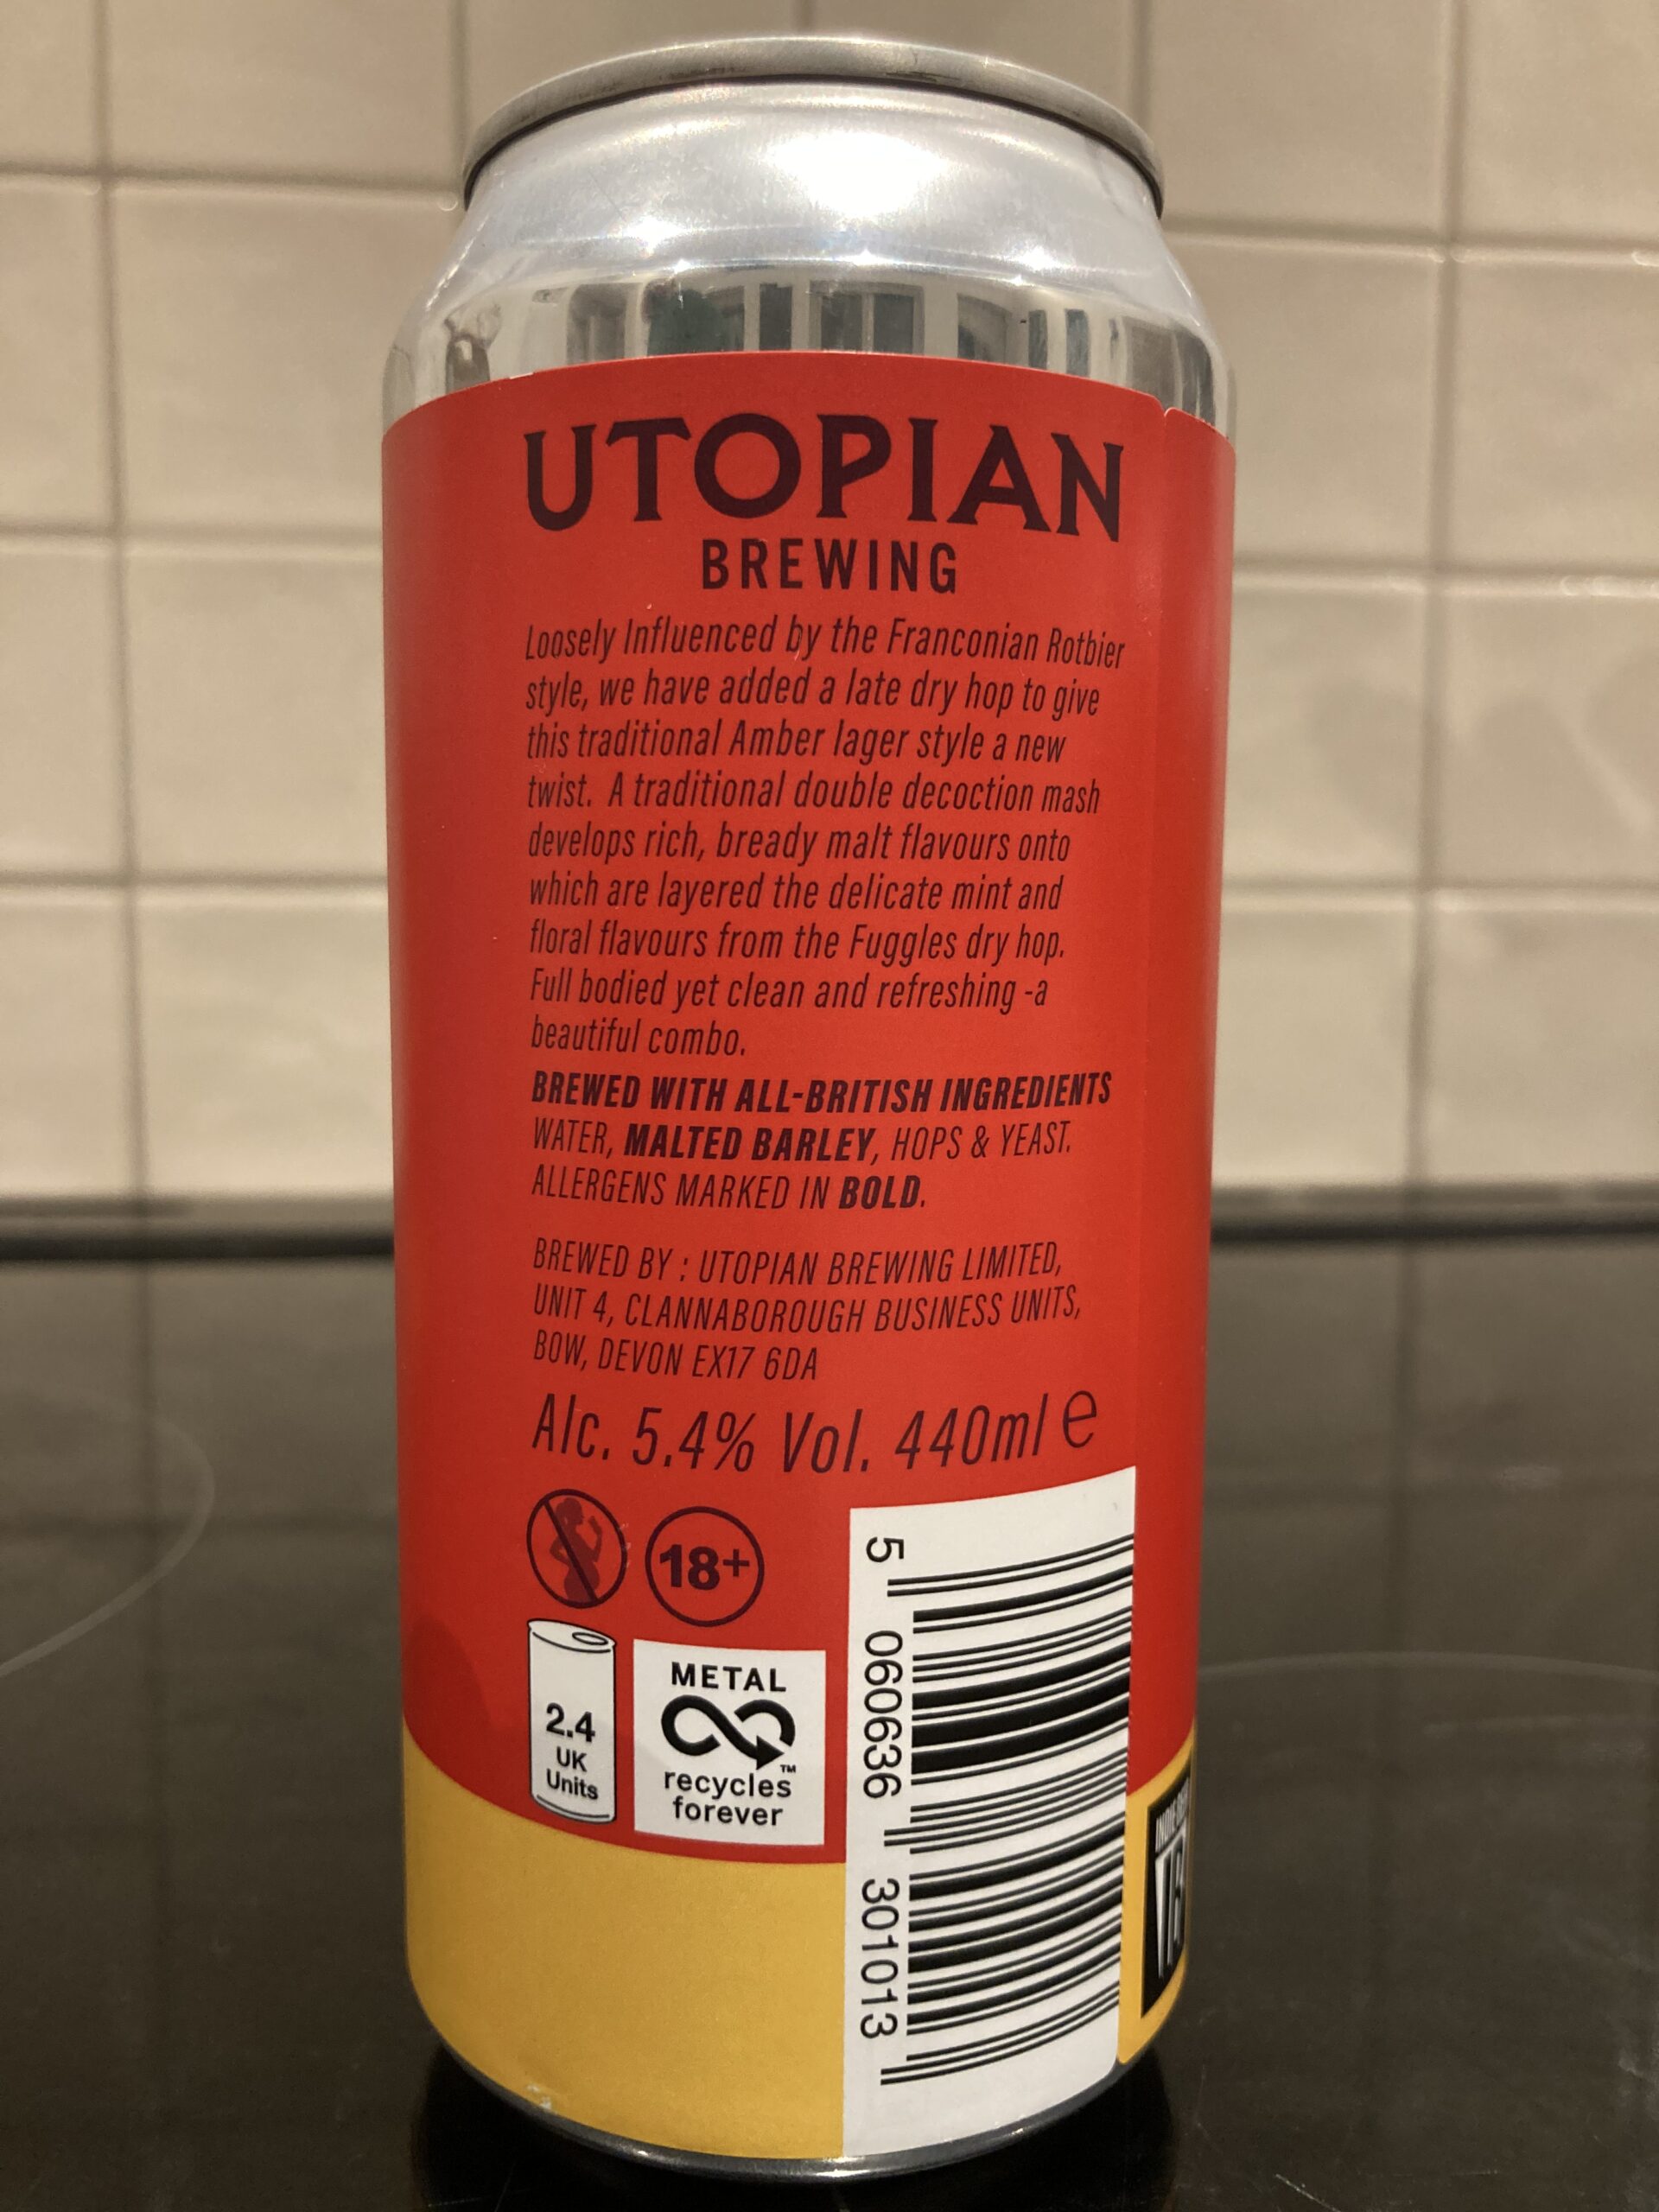 UTOPIAN
BREWING
Loosely Influenced by the Franconian Rotbier
style, we have added a late dry hop to give
this traditional Amber lager style a new
twist. A traditional double decoction mash
develops rich, bready malt flavours onto
which are layered the delicate mint and
floral flavours from the Fuggles dry hop.
Full bodied yet clean and refreshing -a
beautiful combo.
BREWED WITH ALL-BRITISH INGREDIENTS
WATER, MALTED BARLEY, HOPS & YEAST.
ALLERGENS MARKED IN BOLD.
BREWED BY : UTOPIAN BREWING LIMITED,
UNIT 4, CLANNABOROUGH BUSINESS UNITS,
BOW, DEVON EX17 6DA
Alc. 5.4% Vol. 440ml e
18+
2.4
UK
Units
METAL
TM
recycles
forever
5 060636 301013